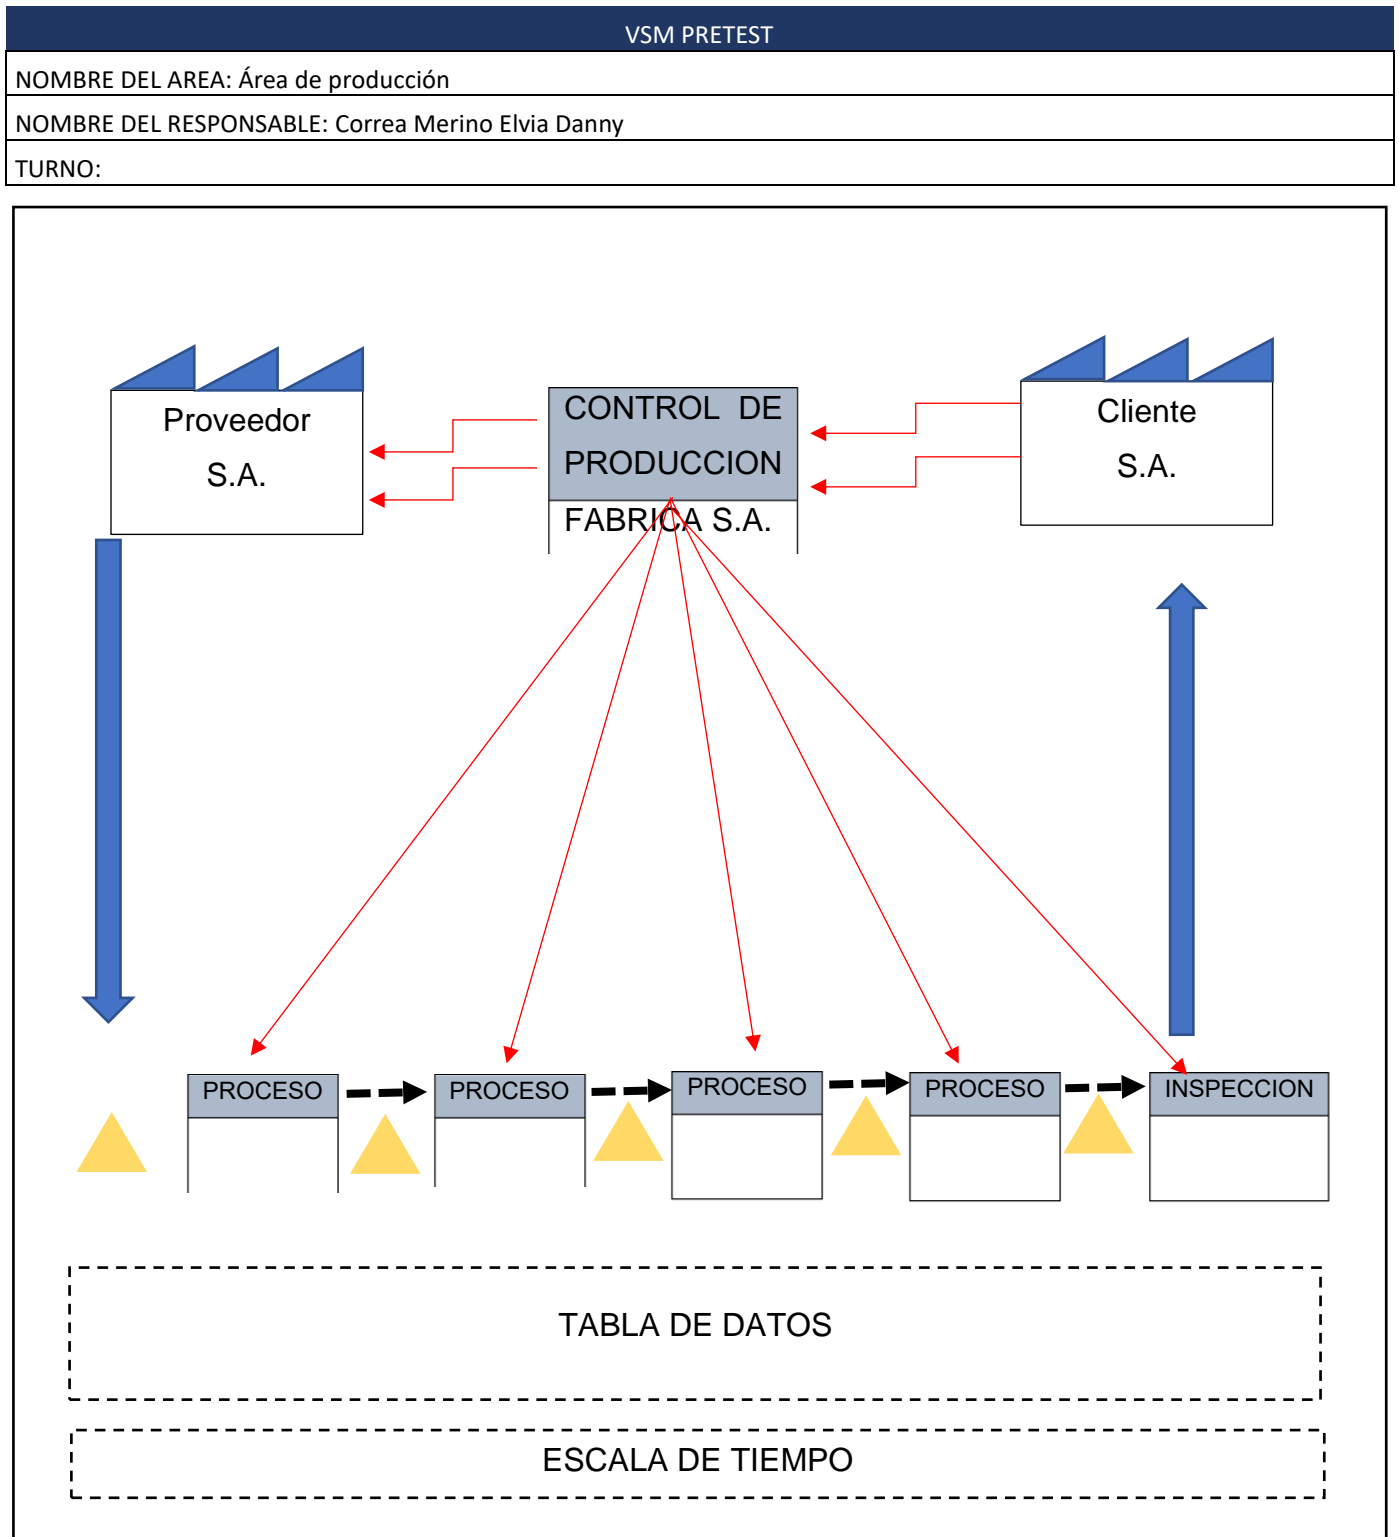 VSM PRETEST
NOMBRE DEL AREA: Área de producción
NOMBRE DEL RESPONSABLE: Correa Merino Elvia Danny
TURNO:
Proveedor
S.A.
CONTROL DE
PRODUCCION
FABRICA S.A.
Cliente
S.A.
PROCESO
PROCESO
PROCESO
PROCESO
INSPECCION
TABLA DE DATOS
ESCALA DE TIEMPO